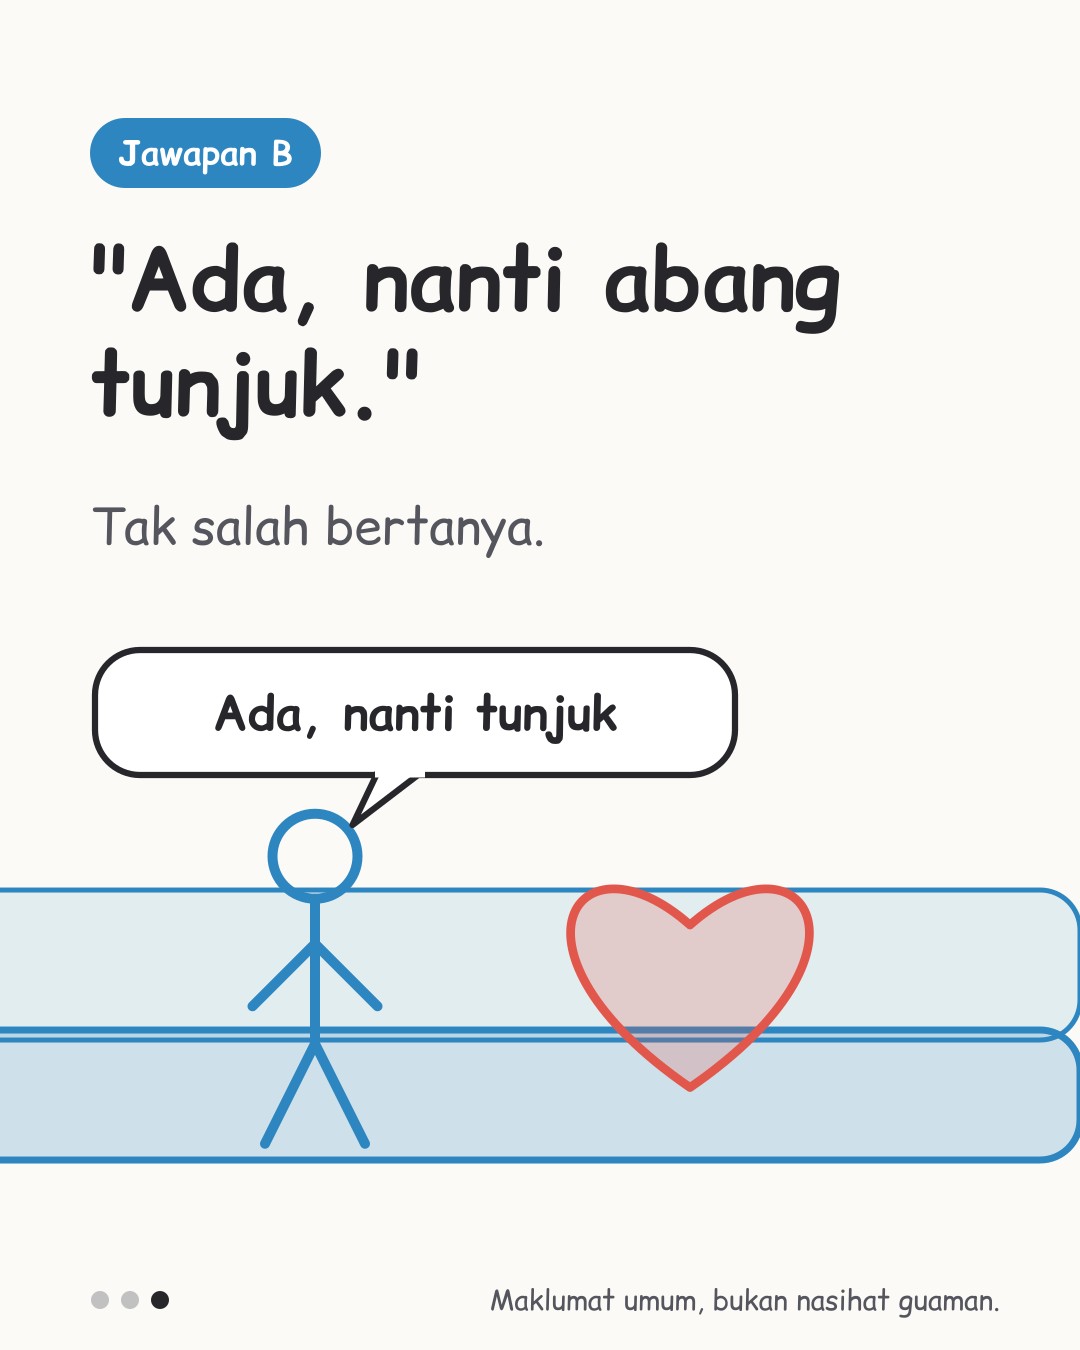 Jawapan B
"Ada, nanti abang
tunjuk."
Tak salah bertanya.
Ada, nanti tunjuk
Maklumat umum, bukan nasihat guaman.